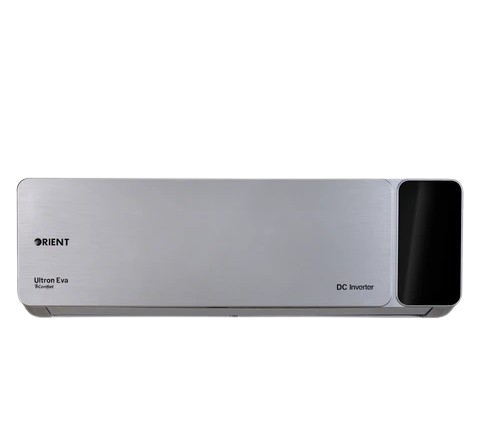 ORIENT
Ultron Eva
DC Inverter